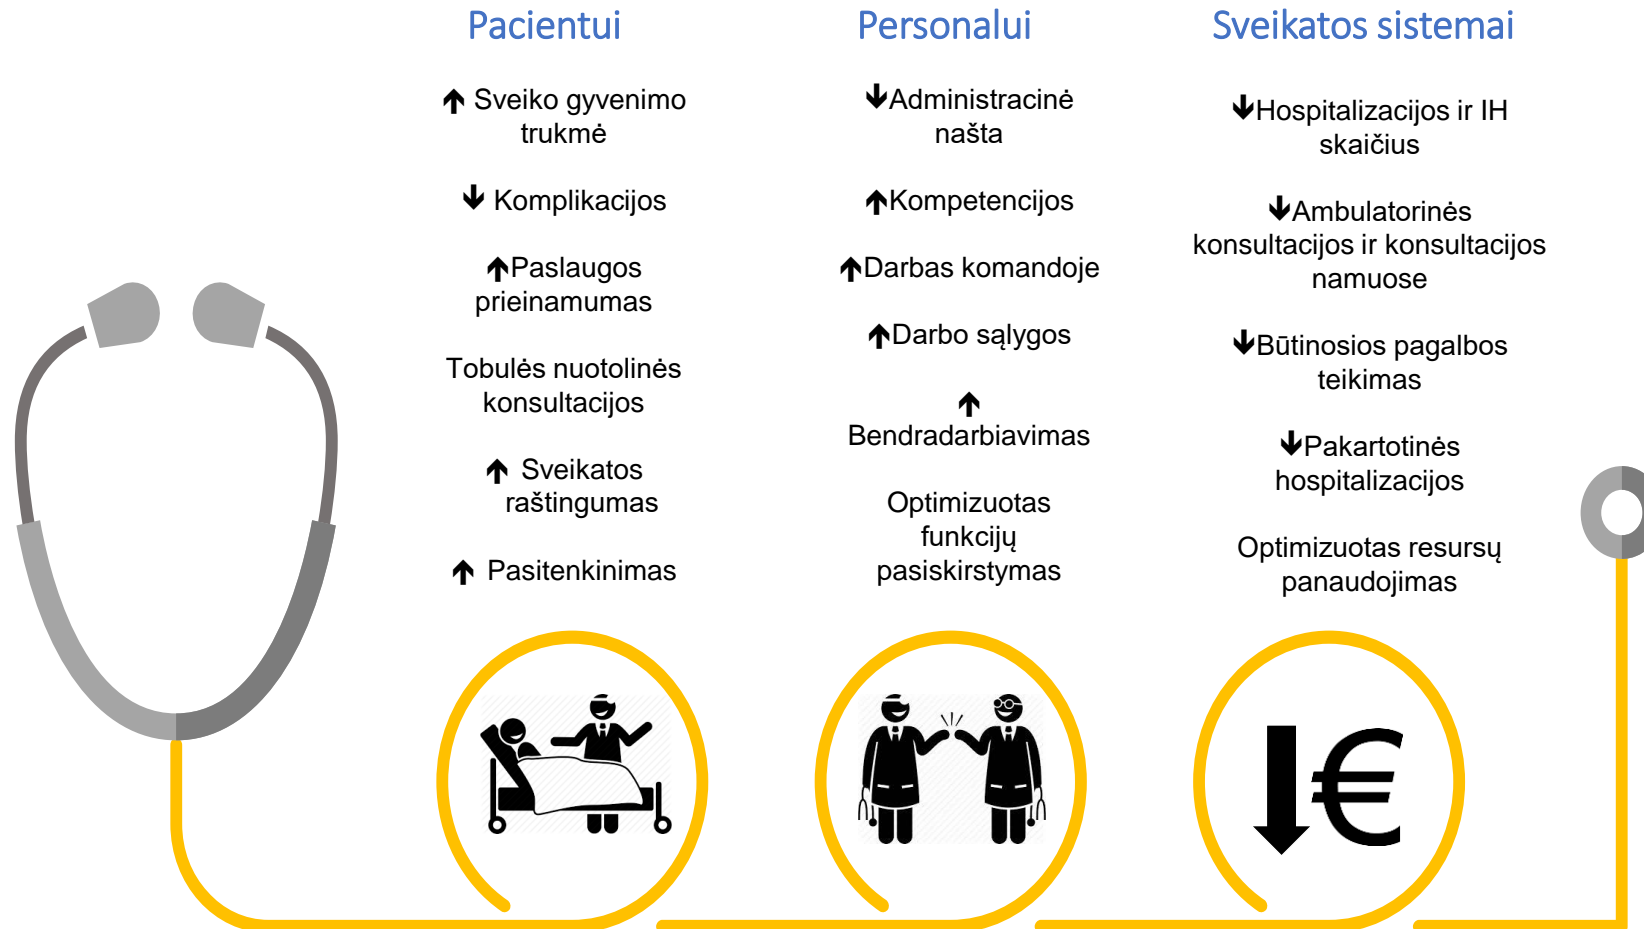 Pacientui
🡹 Sveiko gyvenimo
trukmė
🡻 Komplikacijos
🡹Paslaugos
prieinamumas
Tobulės nuotolinės
konsultacijos
🡹 Sveikatos
raštingumas
🡹 Pasitenkinimas
Personalui
🡻Administracinė
našta
🡹Kompetencijos
🡹Darbas komandoje
🡹Darbo sąlygos
🡹
Bendradarbiavimas
Optimizuotas
funkcijų
pasiskirstymas
Sveikatos sistemai
🡻Hospitalizacijos ir IH
skaičius
🡻Ambulatorinės
konsultacijos ir konsultacijos
namuose
🡻Būtinosios pagalbos
teikimas
🡻Pakartotinės
hospitalizacijos
Optimizuotas resursų
panaudojimas
€